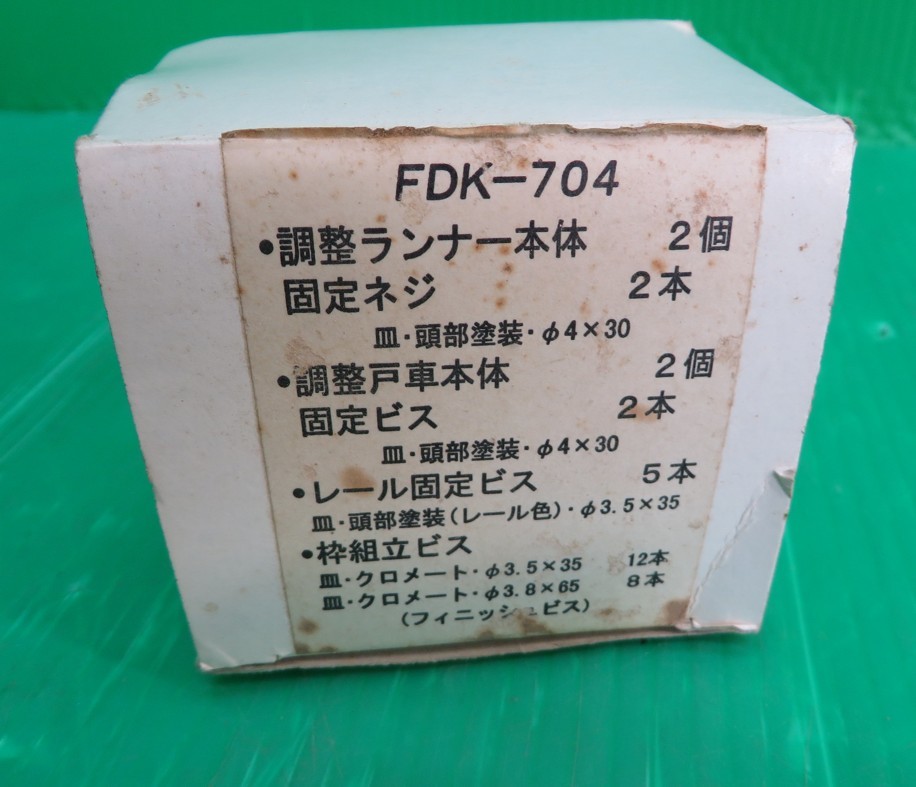 FDK-704
•調整ランナー本体 2個
固定ネジ 2本
皿・頭部塗装・φ4×30
•調整戸車本体 2個
固定ビス 2本
皿・頭部塗装・φ4×30
•レール固定ビス 5本
皿・頭部塗装(レール色)・φ3.5×35
•枠組立ビス
皿・クロメート・φ3.5×35 12本
皿・クロメート・φ3.8×65 8本
(フィニッシュビス)